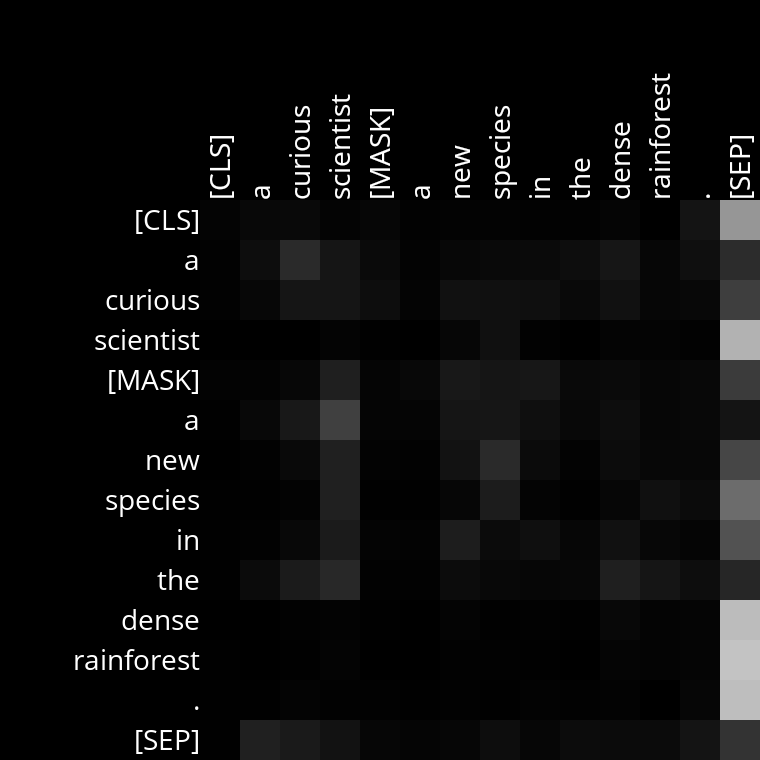 [CLS] a curious scientist [MASK] a new species in the dense rainforest . [SEP]
[CLS]
a
curious
scientist
[MASK]
a
new
species
in
the
dense
rainforest
.
[SEP]